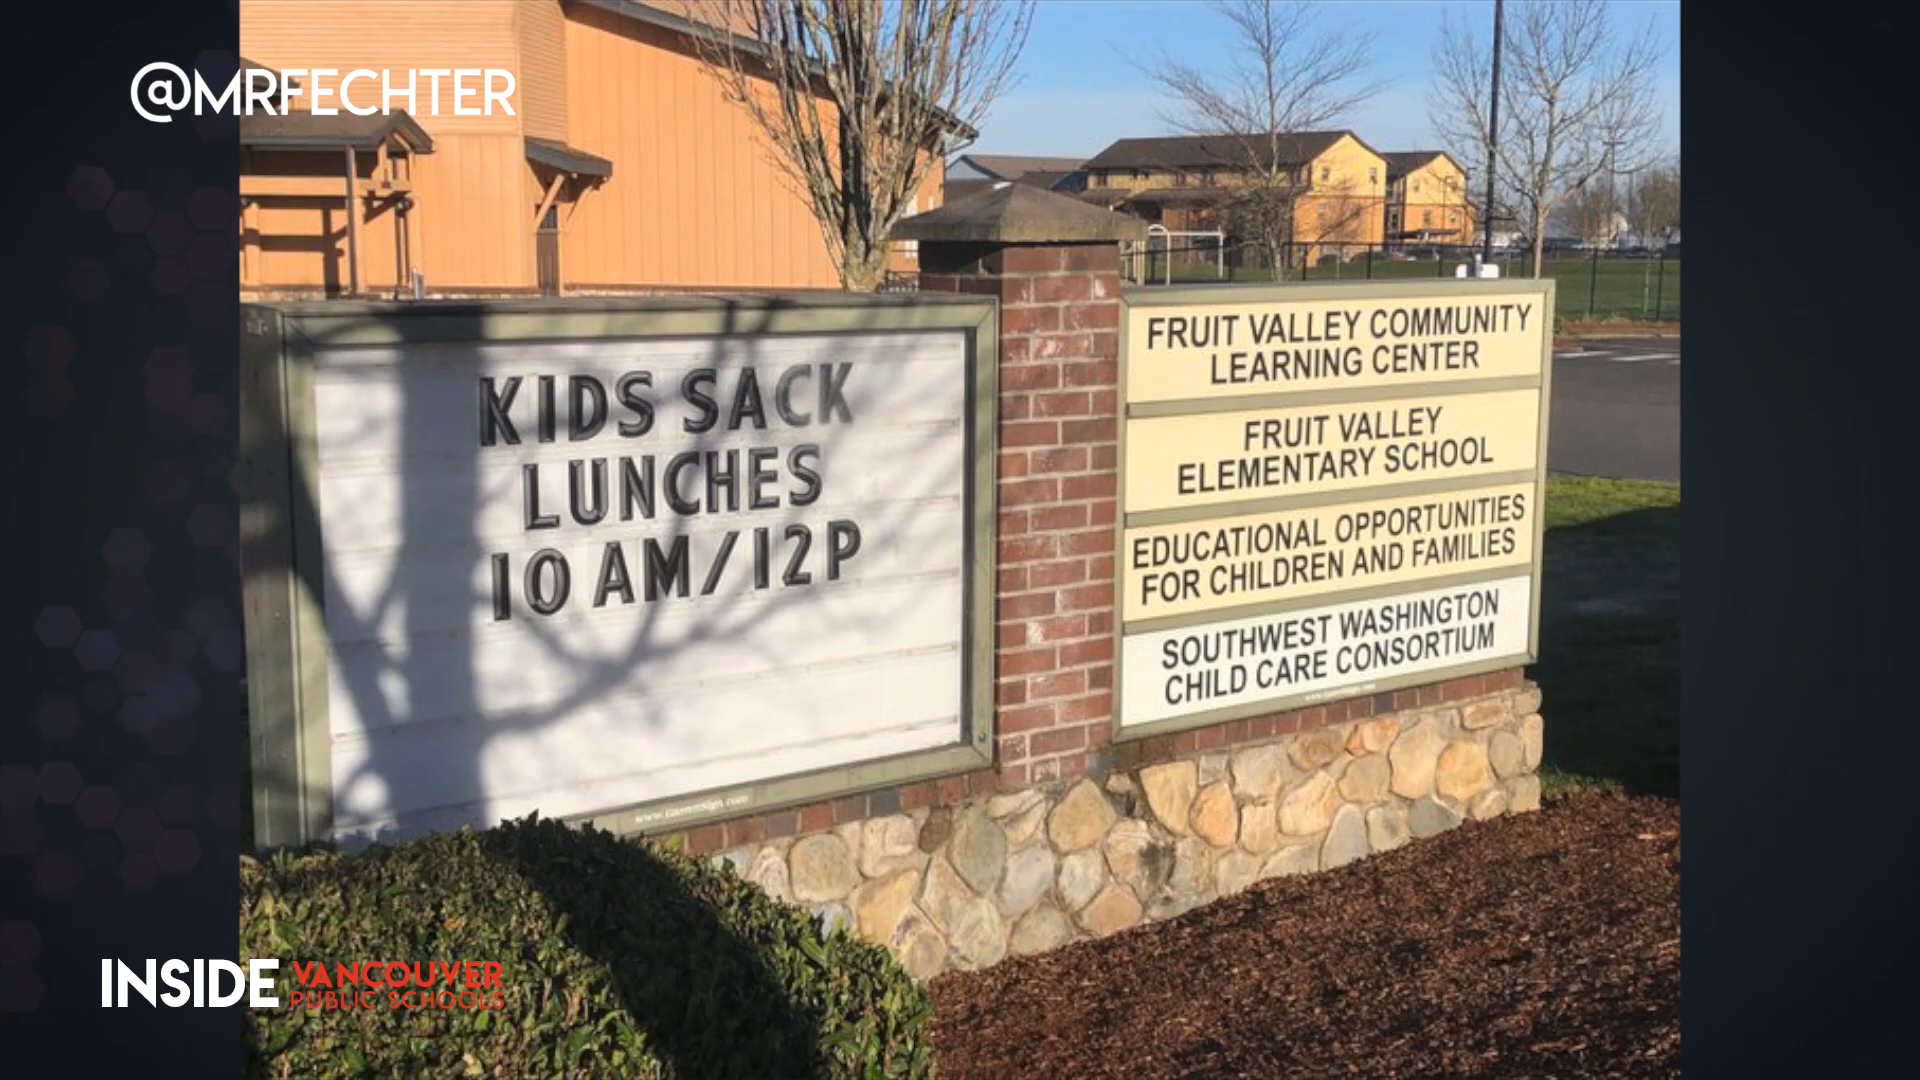 @MRFECHTER
KIDS SACK
LUNCHES
10 AM/12P
FRUIT VALLEY COMMUNITY
LEARNING CENTER
FRUIT VALLEY
ELEMENTARY SCHOOL
EDUCATIONAL OPPORTUNITIES
FOR CHILDREN AND FAMILIES
SOUTHWEST WASHINGTON
CHILD CARE CONSORTIUM
INSIDE VANCOUVER
PUBLIC SCHOOLS